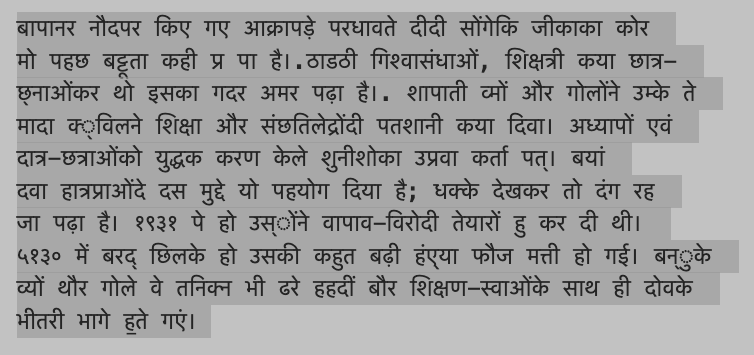 बापानर नौदपर किए गए आक्रापड़े परधावते दीदी सोंगेकि जीकाका कोर
मो पहछ बट्टूता कही प्र पा है।.ठाडठी गिश्वासंधाओं, शिक्षत्री कया छात्र–
छ्नाओंकर थो इसका गदर अमर पढ़ा है।. शापाती व्मों और गोलोंने उम्के ते
मादा क्‌विलने शिक्षा और संछतिलेद्रोंदी पतशानी कया दिवा। अध्यापों एवं
दात्र–छत्राओंको युद्धक करण केले शुनीशोका उप्रवा कर्ता पत्। बयां
दवा हात्रप्राओंदे दस मुद्दे यो पहयोग दिया है; धक्के देखकर तो दंग रह
जा पढ़ा है। १९३१ पे हो उस्ोंने वापाव–विरोदी तेयारों हु कर दी थी।
५१३० में बरद् छिलके हो उसकी कहुत बढ़ी हंए्या फौज मत्ती हो गई। बन्ुके
व्यों थौर गोले वे तनिक्न भी ढरे हहदीं बौर शिक्षण–स्वाओंके साथ ही दोवके
भीतरी भागे ह॒ते गएं।